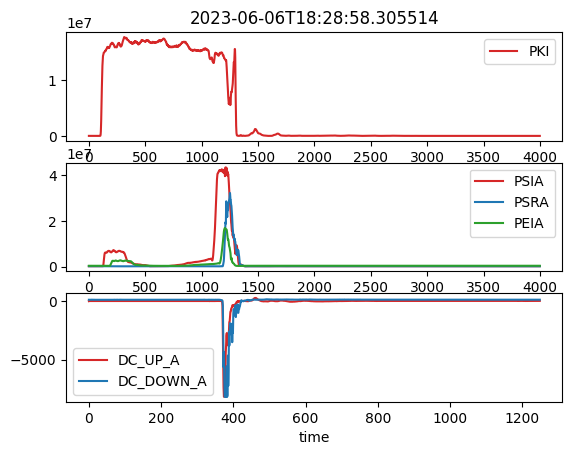 2023-06-06T18:28:58.305514
1e7
PKI
1
0
0 500 1000 1500 2000 2500 3000 3500 4000
1e7
PSIA
PSRA
PEIA
4
2
0
0 500 1000 1500 2000 2500 3000 3500 4000
0
−5000
DC_UP_A
DC_DOWN_A
0 200 400 600 800 1000 1200
time